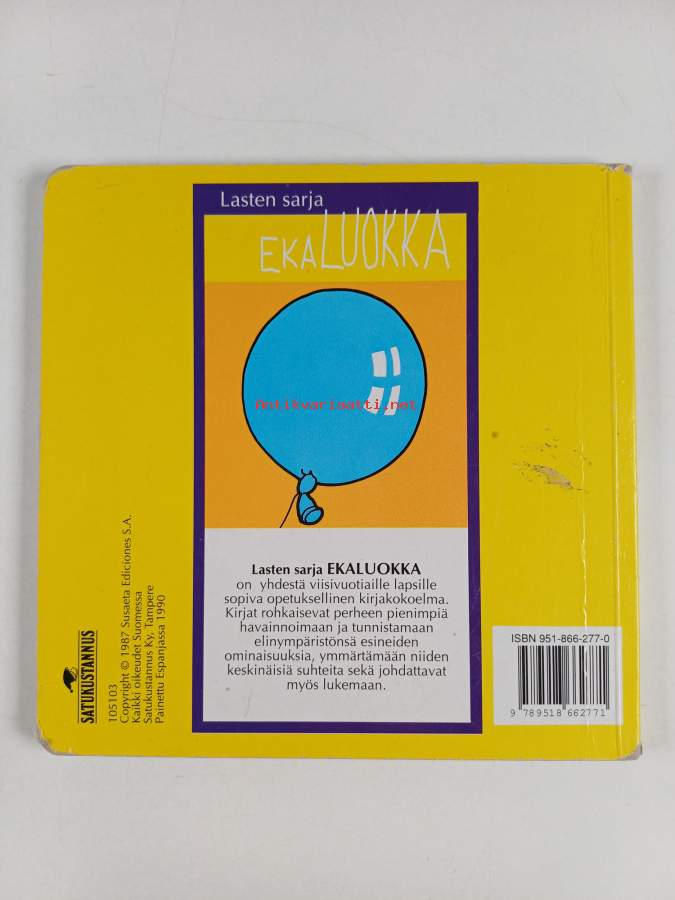 Lasten sarja
EKALUOKKA
Antikvariaatti.net
Lasten sarja EKALUOKKA
on yhdestä viisivuotiaille lapsille
sopiva opetuksellinen kirjakokoelma.
Kirjat rohkaisevat perheen pienimpiä
havainnoimaan ja tunnistamaan
elinympäristönsä esineiden
ominaisuuksia, ymmärtämään niiden
keskinäisiä suhteita sekä johdattavat
myös lukemaan.
SATUKUSTANNUS
105103
Copyright © 1987 Susaeta Ediciones S.A.
Kaikki oikeudet Suomessa
Satukustannus Ky, Tampere
Painettu Espanjassa 1990
ISBN 951-866-277-0
9 789518 662771